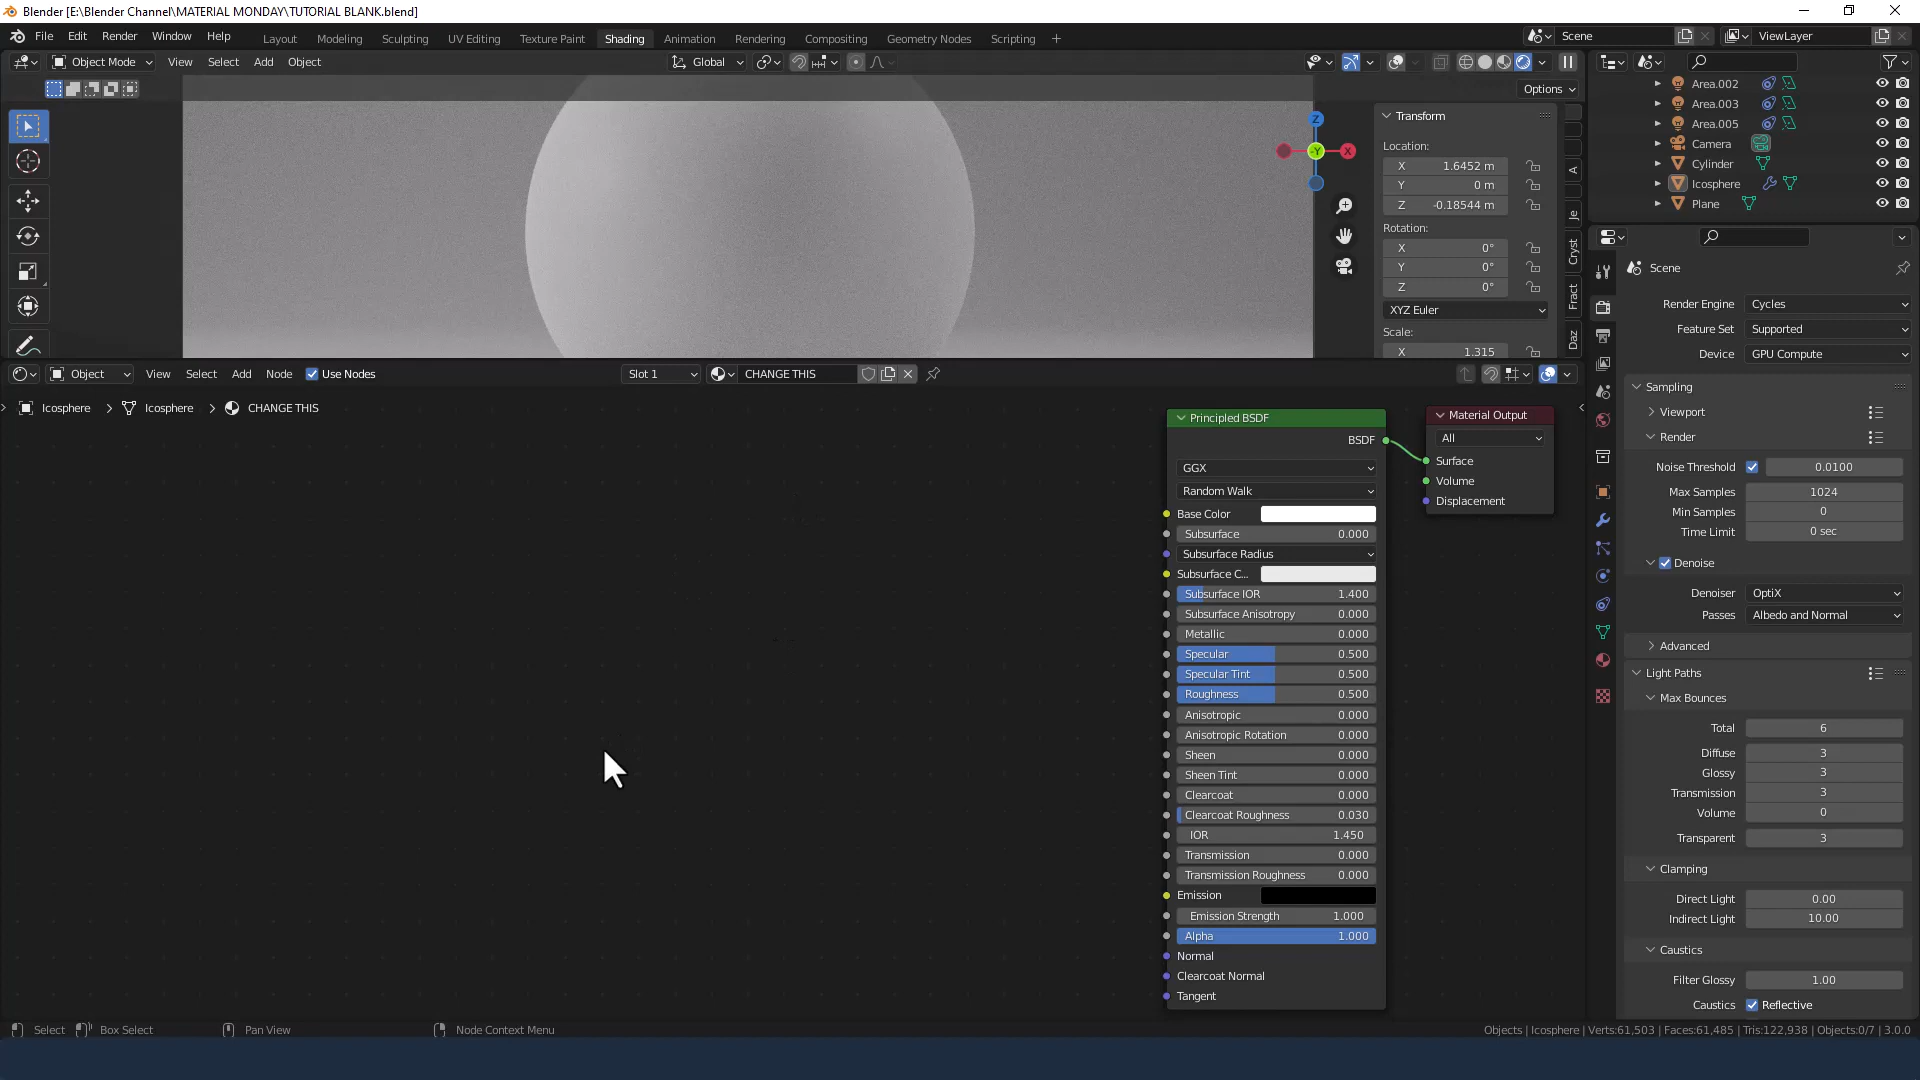 Blender [E:\Blender Channel\MATERIAL MONDAY\TUTORIAL BLANK.blend]
File Edit Render Window Help Layout Modeling Sculpting UV Editing Texture Paint Shading Animation Rendering Compositing Geometry Nodes Scripting + Scene ViewLayer
Object Mode View Select Add Object Global
Options
Area.002
Area.003
Area.005
Camera
Cylinder
Icosphere
Plane
Z
-Y X
Transform
Location:
X 1.6452 m
Y 0 m
Z -0.18544 m
Rotation:
X 0°
Y 0°
Z 0°
XYZ Euler
Scale:
X 1.315
A
Je
Cryst
Fract
Daz
Object View Select Add Node Use Nodes Slot 1 CHANGE THIS
Icosphere > Icosphere > CHANGE THIS
Principled BSDF
BSDF
GGX
Random Walk
Base Color
Subsurface 0.000
Subsurface Radius
Subsurface C...
Subsurface IOR 1.400
Subsurface Anisotropy 0.000
Metallic 0.000
Specular 0.500
Specular Tint 0.500
Roughness 0.500
Anisotropic 0.000
Anisotropic Rotation 0.000
Sheen 0.000
Sheen Tint 0.000
Clearcoat 0.000
Clearcoat Roughness 0.030
IOR 1.450
Transmission 0.000
Transmission Roughness 0.000
Emission
Emission Strength 1.000
Alpha 1.000
Normal
Clearcoat Normal
Tangent
Material Output
All
Surface
Volume
Displacement
Scene
Render Engine Cycles
Feature Set Supported
Device GPU Compute
Sampling
Viewport
Render
Noise Threshold 0.0100
Max Samples 1024
Min Samples 0
Time Limit 0 sec
Denoise
Denoiser OptiX
Passes Albedo and Normal
Advanced
Light Paths
Max Bounces
Total 6
Diffuse 3
Glossy 3
Transmission 3
Volume 0
Transparent 3
Clamping
Direct Light 0.00
Indirect Light 10.00
Caustics
Filter Glossy 1.00
Caustics Reflective
Select Box Select Pan View Node Context Menu Objects | Icosphere | Verts:61,503 | Faces:61,485 | Tris:122,938 | Objects:0/7 | 3.0.0